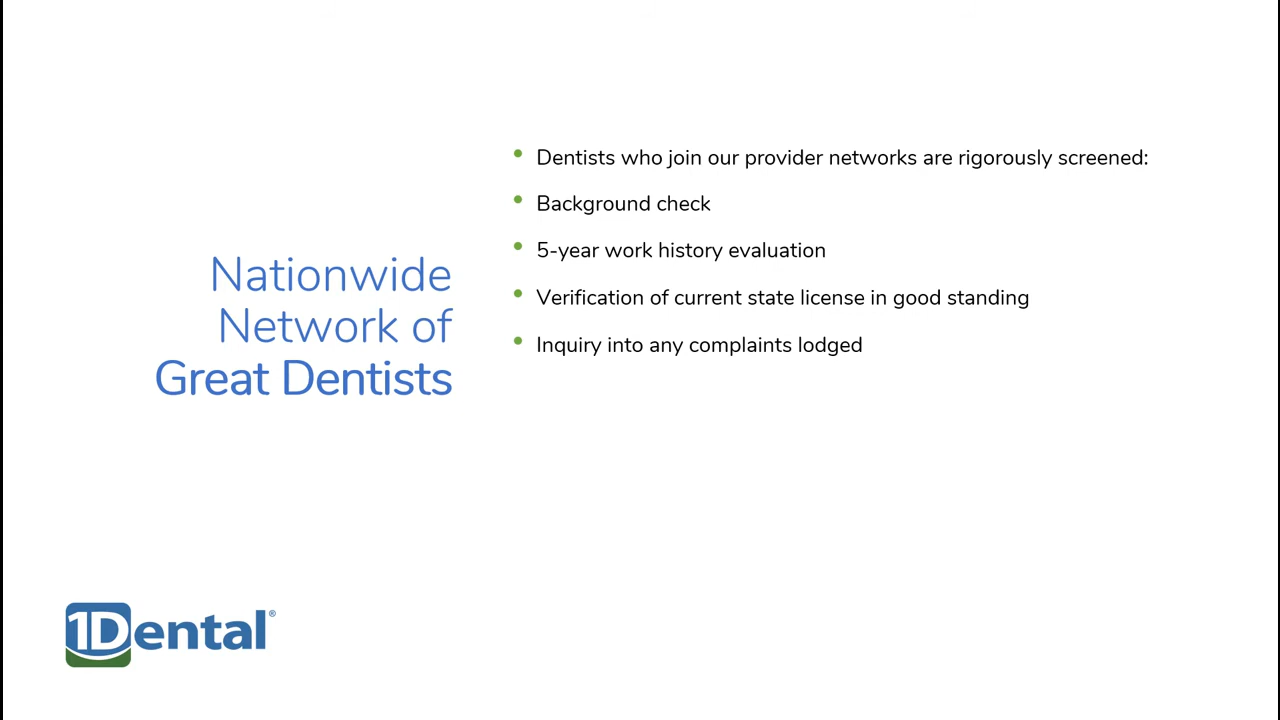 Nationwide
Network of
Great Dentists
• Dentists who join our provider networks are rigorously screened:
• Background check
• 5-year work history evaluation
• Verification of current state license in good standing
• Inquiry into any complaints lodged
1Dental®